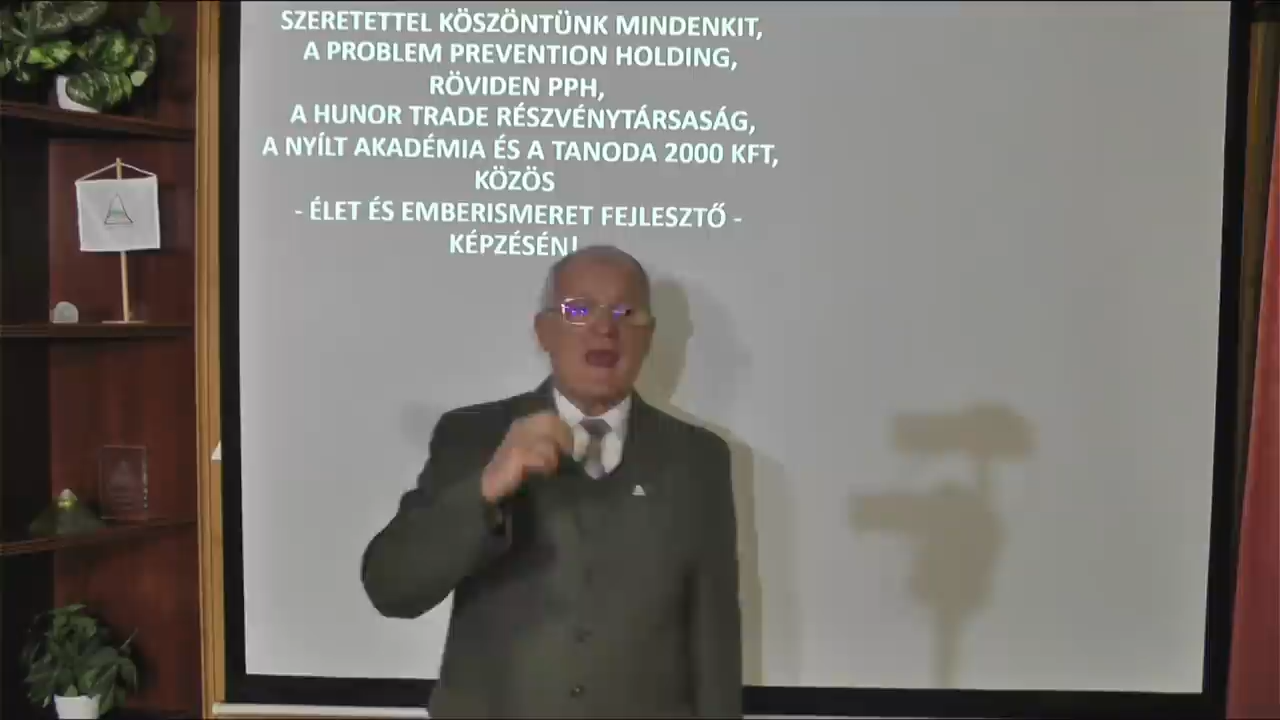 SZERETETTEL KÖSZÖNTÜNK MINDENKIT,
A PROBLEM PREVENTION HOLDING,
RÖVIDEN PPH,
A HUNOR TRADE RÉSZVÉNYTÁRSASÁG,
A NYÍLT AKADÉMIA ÉS A TANODA 2000 KFT,
KÖZÖS
- ÉLET ÉS EMBERISMERET FEJLESZTŐ -
KÉPZÉSÉN!